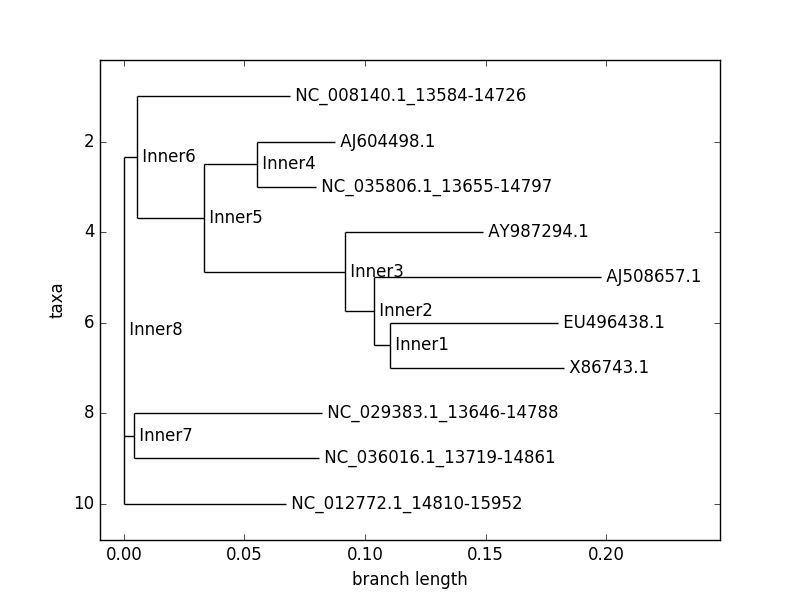 NC_008140.1_13584-14726
2
AJ604498.1
Inner6
Inner4
NC_035806.1_13655-14797
Inner5
4
AY987294.1
Inner3
AJ508657.1
taxa
Inner2
6
EU496438.1
Inner8
Inner1
X86743.1
8
NC_029383.1_13646-14788
Inner7
NC_036016.1_13719-14861
10
NC_012772.1_14810-15952
0.00 0.05 0.10 0.15 0.20
branch length